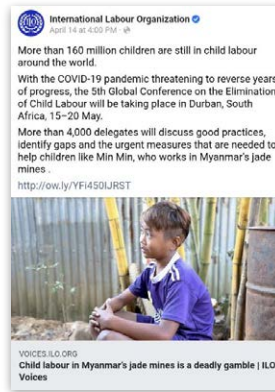 International Labour Organization
April 14 at 4:00 PM ·
More than 160 million children are still in child labour
around the world.
With the COVID-19 pandemic threatening to reverse years
of progress, the 5th Global Conference on the Elimination
of Child Labour will be taking place in Durban, South
Africa, 15–20 May.
More than 4,000 delegates will discuss good practices,
identify gaps and the urgent measures that are needed to
help children like Min Min, who works in Myanmar's jade
mines .
http://ow.ly/YFi450IJRST
VOICES.ILO.ORG
Child labour in Myanmar's jade mines is a deadly gamble | ILO
Voices